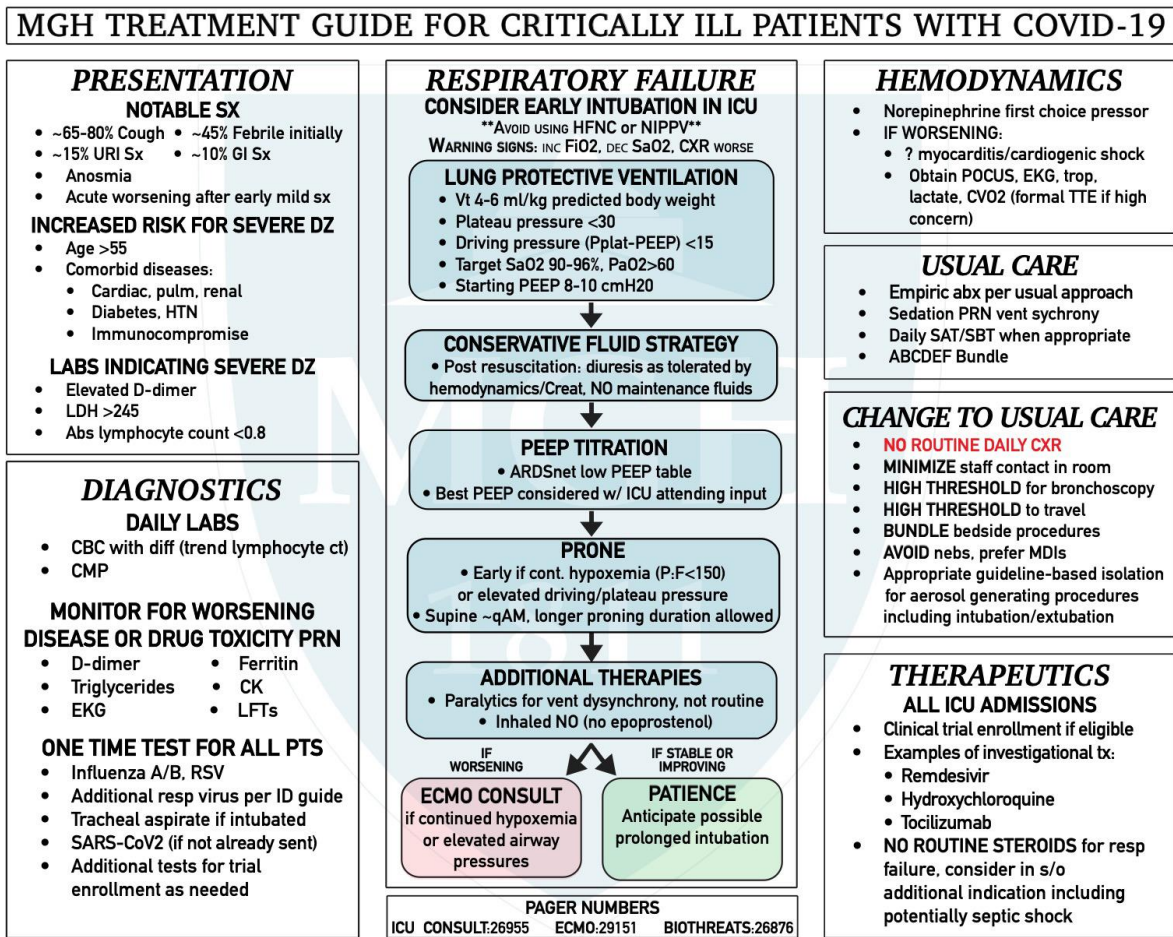 MGH TREATMENT GUIDE FOR CRITICALLY ILL PATIENTS WITH COVID-19
PRESENTATION
NOTABLE SX
• ~65-80% Cough • ~45% Febrile initially
• ~15% URI Sx • ~10% GI Sx
• Anosmia
• Acute worsening after early mild sx
INCREASED RISK FOR SEVERE DZ
• Age >55
• Comorbid diseases:
• Cardiac, pulm, renal
• Diabetes, HTN
• Immunocompromise
LABS INDICATING SEVERE DZ
• Elevated D-dimer
• LDH >245
• Abs lymphocyte count <0.8
DIAGNOSTICS
DAILY LABS
• CBC with diff (trend lymphocyte ct)
• CMP
MONITOR FOR WORSENING
DISEASE OR DRUG TOXICITY PRN
• D-dimer • Ferritin
• Triglycerides • CK
• EKG • LFTs
ONE TIME TEST FOR ALL PTS
• Influenza A/B, RSV
• Additional resp virus per ID guide
• Tracheal aspirate if intubated
• SARS-CoV2 (if not already sent)
• Additional tests for trial
enrollment as needed
RESPIRATORY FAILURE
CONSIDER EARLY INTUBATION IN ICU
**AVOID USING HFNC OR NIPPV**
WARNING SIGNS: INC FiO2, DEC SaO2, CXR WORSE
LUNG PROTECTIVE VENTILATION
• Vt 4-6 ml/kg predicted body weight
• Plateau pressure <30
• Driving pressure (Pplat-PEEP) <15
• Target SaO2 90-96%, PaO2>60
• Starting PEEP 8-10 cmH20
CONSERVATIVE FLUID STRATEGY
• Post resuscitation: diuresis as tolerated by
hemodynamics/Creat, NO maintenance fluids
PEEP TITRATION
• ARDSnet low PEEP table
• Best PEEP considered w/ ICU attending input
PRONE
• Early if cont. hypoxemia (P:F<150)
or elevated driving/plateau pressure
• Supine ~qAM, longer proning duration allowed
ADDITIONAL THERAPIES
• Paralytics for vent dysynchrony, not routine
• Inhaled NO (no epoprostenol)
IF
WORSENING
IF STABLE OR
IMPROVING
ECMO CONSULT
if continued hypoxemia
or elevated airway
pressures
PATIENCE
Anticipate possible
prolonged intubation
PAGER NUMBERS
ICU CONSULT:26955 ECMO:29151 BIOTHREATS:26876
HEMODYNAMICS
• Norepinephrine first choice pressor
• IF WORSENING:
• ? myocarditis/cardiogenic shock
• Obtain POCUS, EKG, trop,
lactate, CVO2 (formal TTE if high
concern)
USUAL CARE
• Empiric abx per usual approach
• Sedation PRN vent sychrony
• Daily SAT/SBT when appropriate
• ABCDEF Bundle
CHANGE TO USUAL CARE
• NO ROUTINE DAILY CXR
• MINIMIZE staff contact in room
• HIGH THRESHOLD for bronchoscopy
• HIGH THRESHOLD to travel
• BUNDLE bedside procedures
• AVOID nebs, prefer MDIs
• Appropriate guideline-based isolation
for aerosol generating procedures
including intubation/extubation
THERAPEUTICS
ALL ICU ADMISSIONS
• Clinical trial enrollment if eligible
• Examples of investigational tx:
• Remdesivir
• Hydroxychloroquine
• Tocilizumab
• NO ROUTINE STEROIDS for resp
failure, consider in s/o
additional indication including
potentially septic shock
MGH
1811